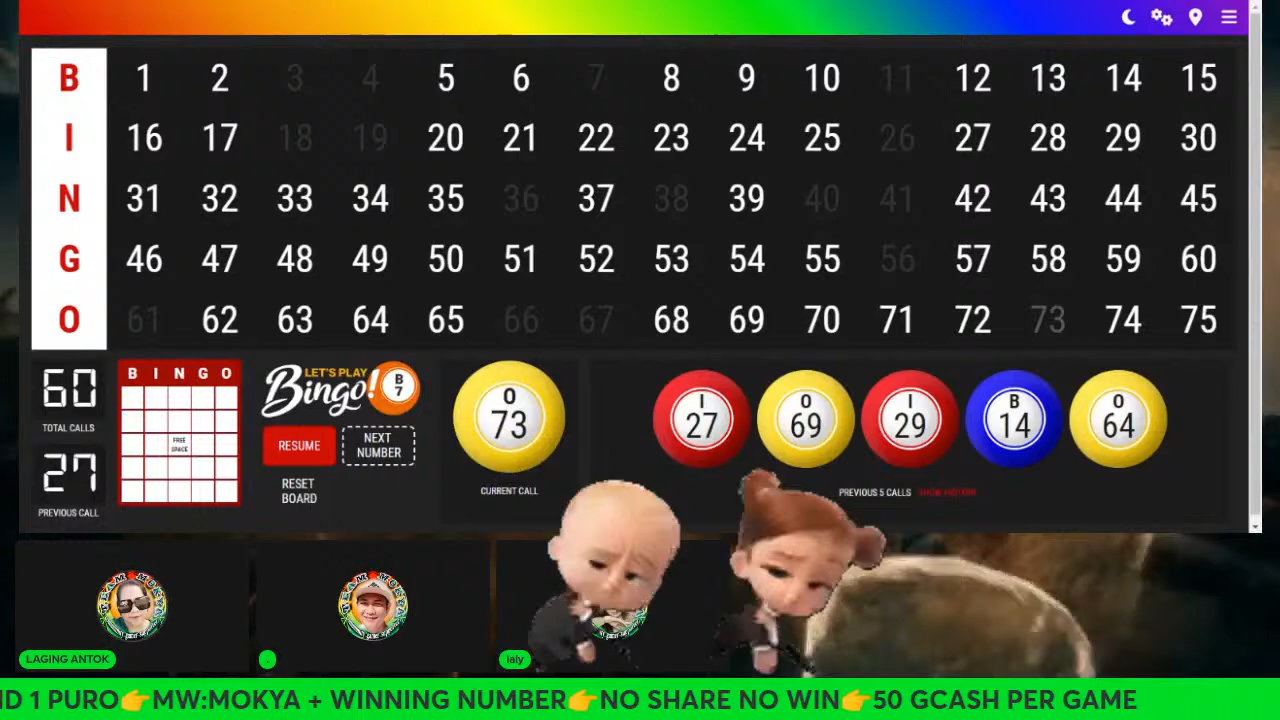 B 1 2 3 4 5 6 7 8 9 10 11 12 13 14 15
I 16 17 18 19 20 21 22 23 24 25 26 27 28 29 30
N 31 32 33 34 35 36 37 38 39 40 41 42 43 44 45
G 46 47 48 49 50 51 52 53 54 55 56 57 58 59 60
O 61 62 63 64 65 66 67 68 69 70 71 72 73 74 75
60
TOTAL CALLS
27
PREVIOUS CALL
B I N G O
FREE
SPACE
LET'S PLAY
Bingo!
B
7
RESUME
NEXT
NUMBER
RESET
BOARD
O
73
CURRENT CALL
I
27
O
69
I
29
B
14
O
64
PREVIOUS 5 CALLS SHOW HISTORY
LAGING ANTOK
.
laly
ND 1 PURO👉MW:MOKYA + WINNING NUMBER👉NO SHARE NO WIN👉50 GCASH PER GAME